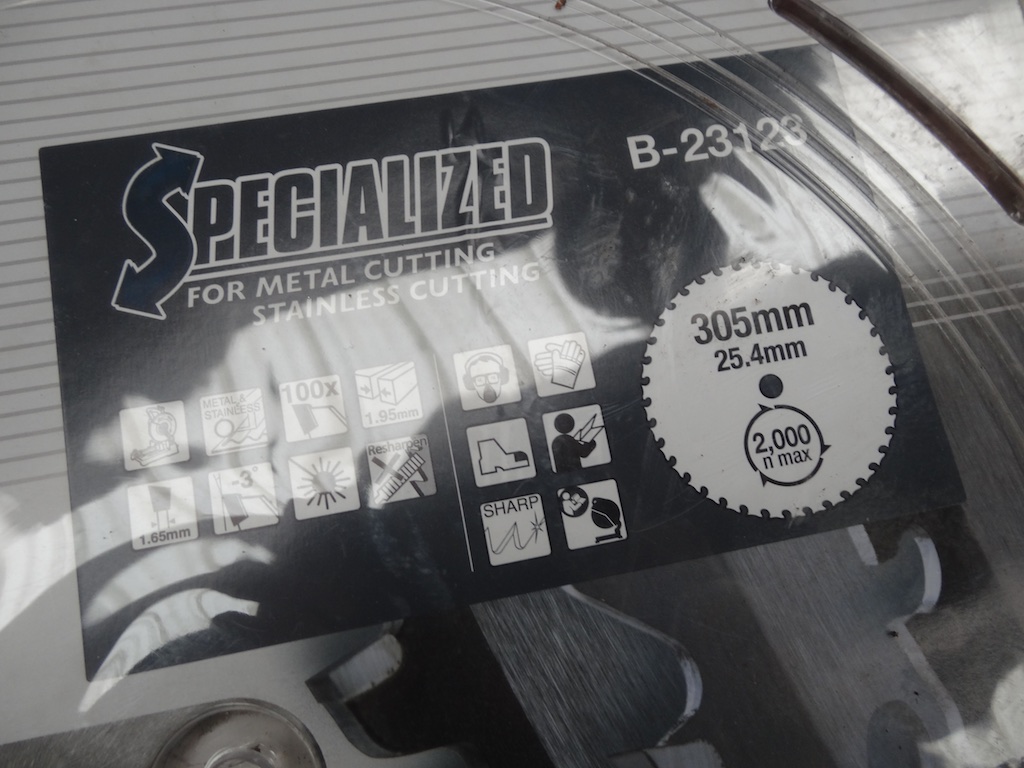 SPECIALIZED
FOR METAL CUTTING
STAINLESS CUTTING
B-23123
305mm
25.4mm
2,000
n max
METAL &
STAINLESS
100x
1.95mm
1.65mm
-3°
Resharpen
SHARP